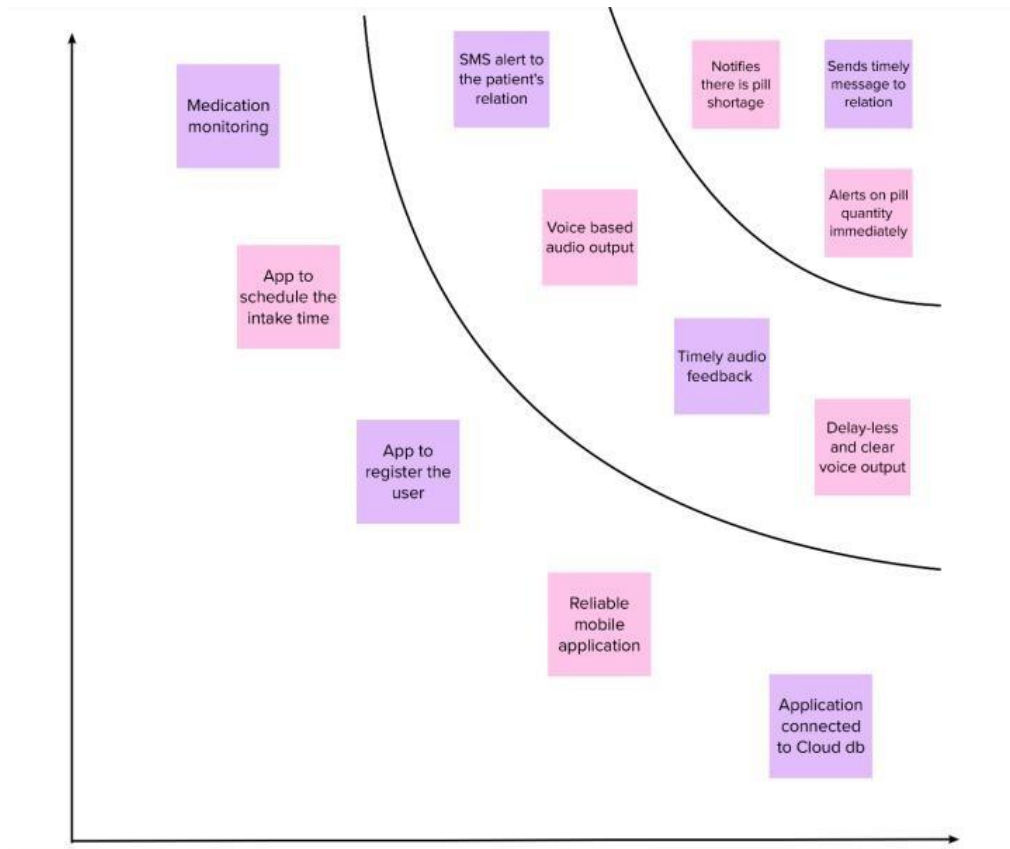 Medication
monitoring
SMS alert to
the patient's
relation
Notifies
there is pill
shortage
Sends timely
message to
relation
Alerts on pill
quantity
immediately
Voice based
audio output
App to
schedule the
intake time
Timely audio
feedback
Delay-less
and clear
voice output
App to
register the
user
Reliable
mobile
application
Application
connected
to Cloud db